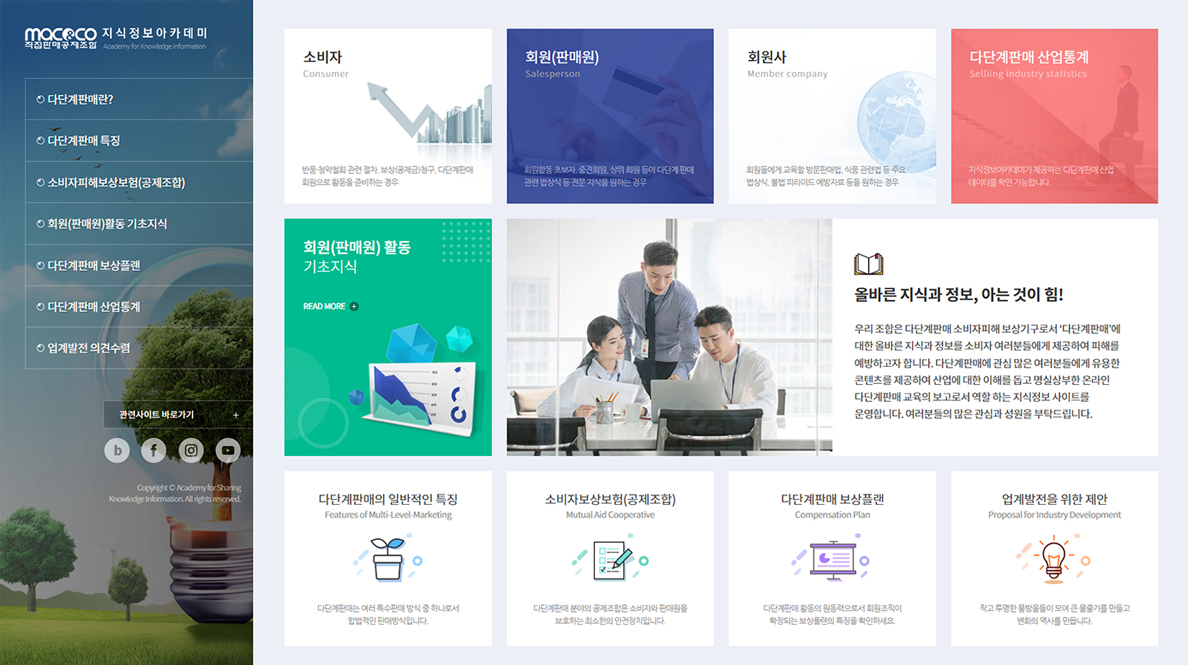 macco
직접판매공제조합
지식정보아카데미
Academy for Knowledge Information
다단계판매란?
다단계판매 특징
소비자피해보상보험(공제조합)
회원(판매원)활동 기초지식
다단계판매 보상플랜
다단계판매 산업통계
업계발전 의견수렴
관련사이트 바로가기 +
Copyright © Academy for Sharing
Knowledge Information. All rights reserved.
소비자
Consumer
반품·청약철회 관련 절차, 보상(공제금)청구, 다단계판매
회원으로 활동을 준비하는 경우
회원(판매원)
Salesperson
회원활동 초보자, 중견회원, 상위 회원 등이 다단계 판매
관련 법상식 등 전문 지식을 원하는 경우
회원사
Member company
회원들에게 교육할 방문판매법, 식품 관련법 등 주요
법상식, 불법 피라미드 예방자료 등을 원하는 경우
다단계판매 산업통계
Selliing industry statistics
지식정보아카데미가 제공하는 다단계판매 산업
데이터를 확인 가능합니다.
회원(판매원) 활동
기초지식
READ MORE +
올바른 지식과 정보, 아는 것이 힘!
우리 조합은 다단계판매 소비자피해 보상기구로서 '다단계판매'에
대한 올바른 지식과 정보를 소비자 여러분들에게 제공하여 피해를
예방하고자 합니다. 다단계판매에 관심 많은 여러분들에게 유용한
콘텐츠를 제공하여 산업에 대한 이해를 돕고 명실상부한 온라인
다단계판매 교육의 보고로서 역할 하는 지식정보 사이트를
운영합니다. 여러분들의 많은 관심과 성원을 부탁드립니다.
다단계판매의 일반적인 특징
Features of Multi-Level-Marketing
다단계판매는 여러 특수판매 방식 중 하나로서
합법적인 판매방식입니다.
소비자보상보험(공제조합)
Mutual Aid Cooperative
다단계판매 분야의 공제조합은 소비자와 판매원을
보호하는 최소한의 안전장치입니다.
다단계판매 보상플랜
Compensation Plan
다단계판매 활동의 원동력으로서 회원조직이
확장되는 보상플랜의 특징을 확인하세요.
업계발전을 위한 제안
Proposal for Industry Development
작고 투명한 물방울들이 모여 큰 물줄기를 만들고
변화의 역사를 만듭니다.